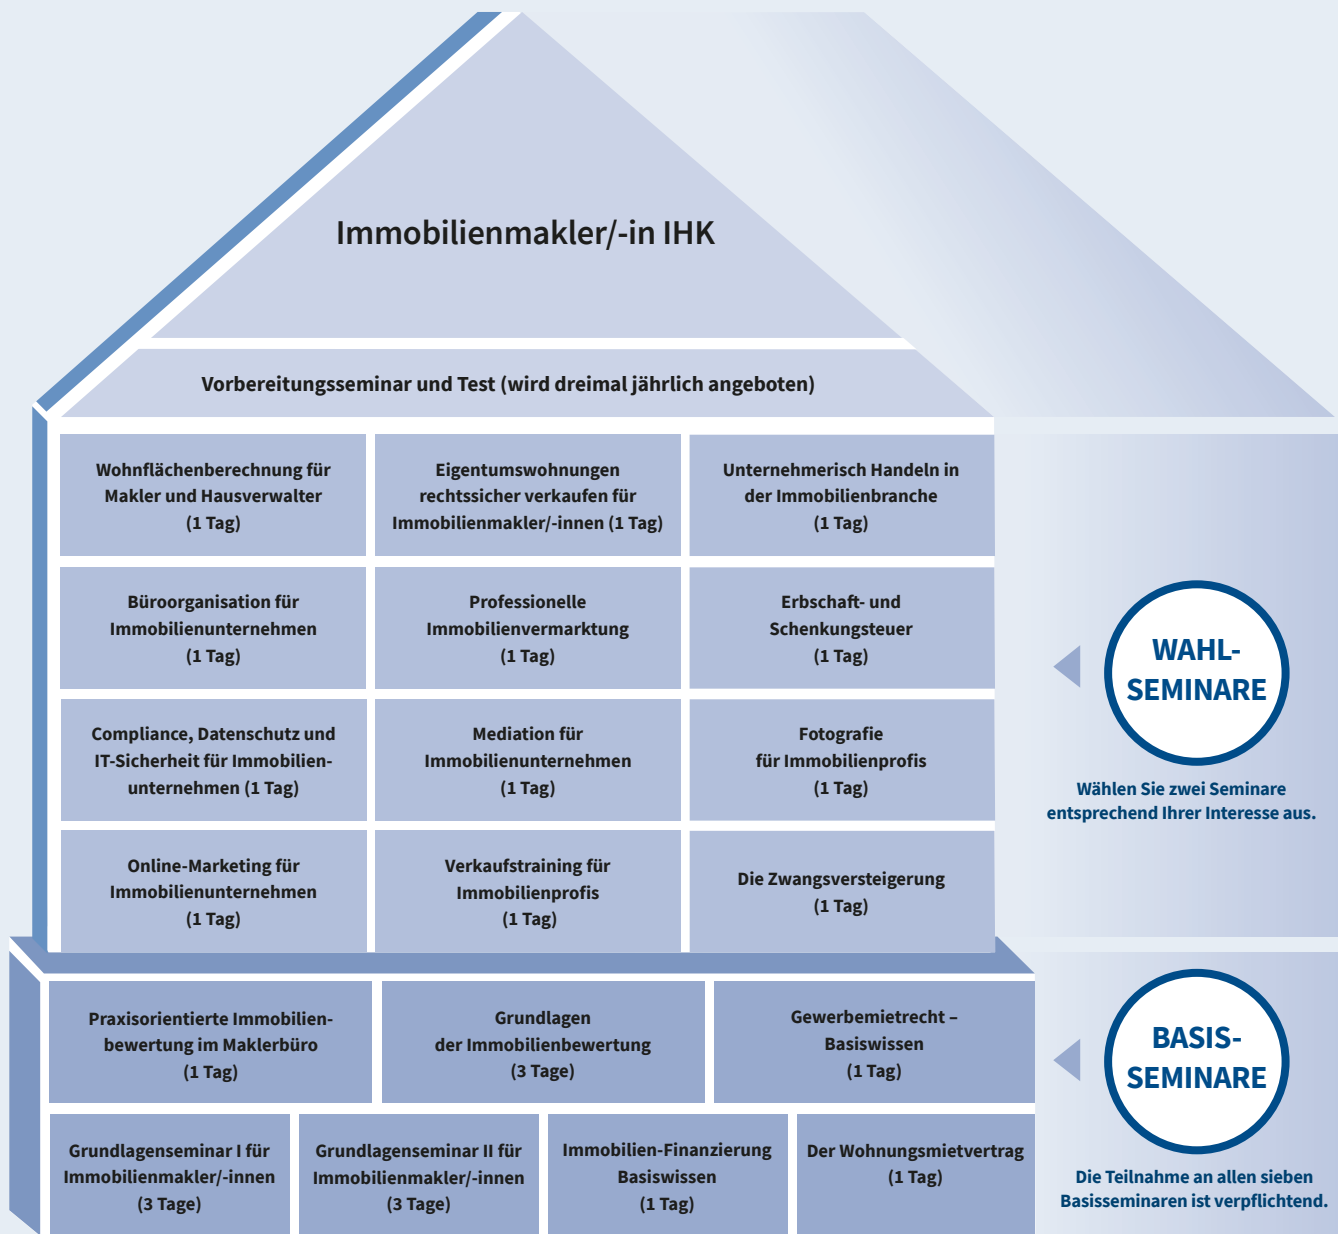 Immobilienmakler/-in IHK
Vorbereitungsseminar und Test (wird dreimal jährlich angeboten)
Wohnflächenberechnung für
Makler und Hausverwalter
(1 Tag)
Eigentumswohnungen
rechtssicher verkaufen für
Immobilienmakler/-innen (1 Tag)
Unternehmerisch Handeln in
der Immobilienbranche
(1 Tag)
Büroorganisation für
Immobilienunternehmen
(1 Tag)
Professionelle
Immobilienvermarktung
(1 Tag)
Erbschaft- und
Schenkungsteuer
(1 Tag)
Compliance, Datenschutz und
IT-Sicherheit für Immobilien-
unternehmen (1 Tag)
Mediation für
Immobilienunternehmen
(1 Tag)
Fotografie
für Immobilienprofis
(1 Tag)
Online-Marketing für
Immobilienunternehmen
(1 Tag)
Verkaufstraining für
Immobilienprofis
(1 Tag)
Die Zwangsversteigerung
(1 Tag)
WAHL-
SEMINARE
Wählen Sie zwei Seminare
entsprechend Ihrer Interesse aus.
Praxisorientierte Immobilien-
bewertung im Maklerbüro
(1 Tag)
Grundlagen
der Immobilienbewertung
(3 Tage)
Gewerbemietrecht –
Basiswissen
(1 Tag)
Grundlagenseminar I für
Immobilienmakler/-innen
(3 Tage)
Grundlagenseminar II für
Immobilienmakler/-innen
(3 Tage)
Immobilien-Finanzierung
Basiswissen
(1 Tag)
Der Wohnungsmietvertrag
(1 Tag)
BASIS-
SEMINARE
Die Teilnahme an allen sieben
Basisseminaren ist verpflichtend.